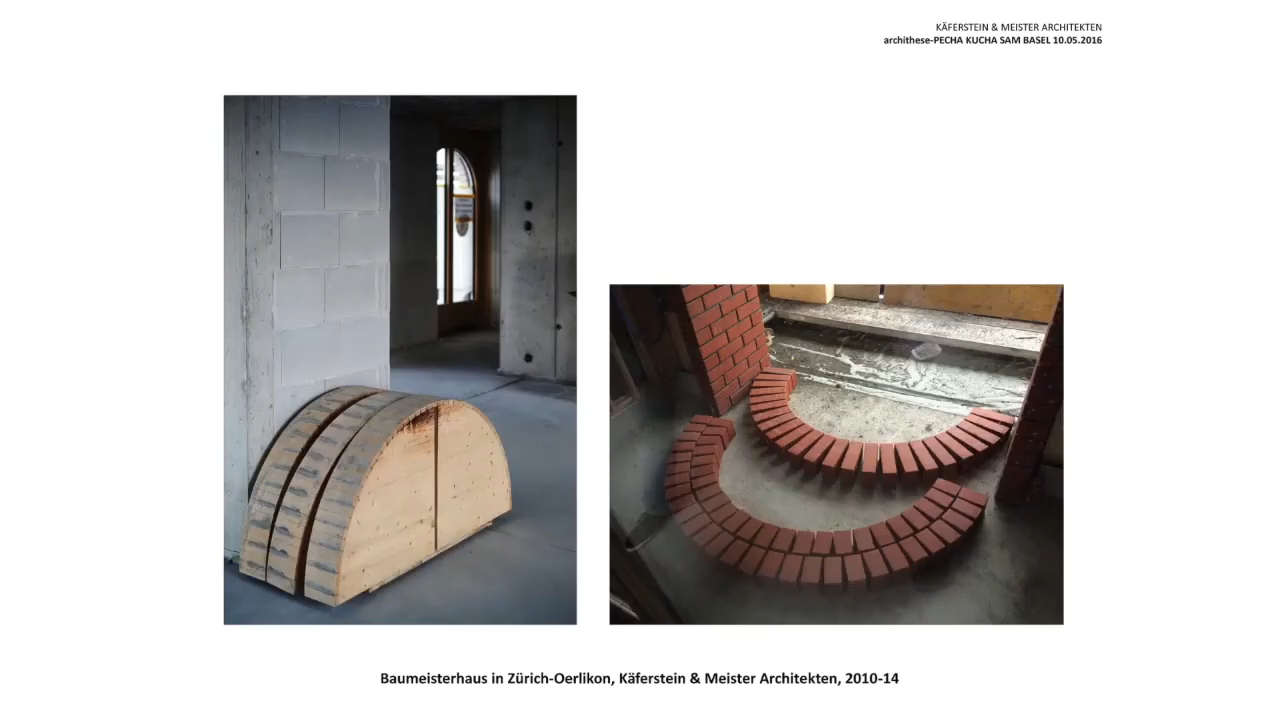 KÄFERSTEIN & MEISTER ARCHITEKTEN
archithese-PECHA KUCHA SAM BASEL 10.05.2016
Baumeisterhaus in Zürich-Oerlikon, Käferstein & Meister Architekten, 2010-14